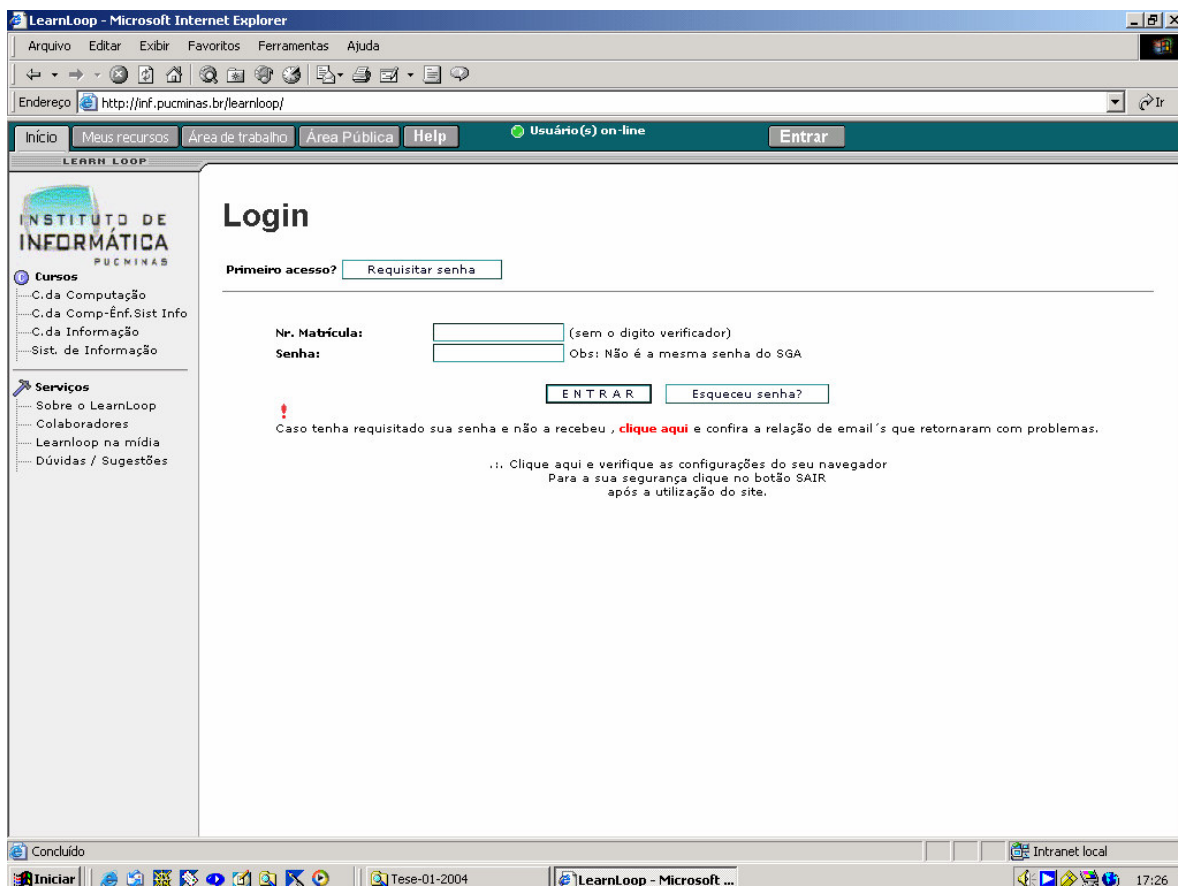 LearnLoop - Microsoft Internet Explorer
Arquivo Editar Exibir Favoritos Ferramentas Ajuda
Endereço http://inf.pucminas.br/learnloop/ Ir
Início Meus recursos Área de trabalho Área Pública Help Usuário(s) on-line Entrar
LEARN LOOP
INSTITUTO DE
INFORMÁTICA
PUCMINAS
Cursos
C.da Computação
C.da Comp-Ênf.Sist Info
C.da Informação
Sist. de Informação
Serviços
Sobre o LearnLoop
Colaboradores
Learnloop na mídia
Dúvidas / Sugestões
Login
Primeiro acesso? Requisitar senha
Nr. Matrícula: (sem o digito verificador)
Senha: Obs: Não é a mesma senha do SGA
ENTRAR Esqueceu senha?
!
Caso tenha requisitado sua senha e não a recebeu , clique aqui e confira a relação de email´s que retornaram com problemas.
.:. Clique aqui e verifique as configurações do seu navegador
Para a sua segurança clique no botão SAIR
após a utilização do site.
Concluído Intranet local
Iniciar Tese-01-2004 LearnLoop - Microsoft ... 17:26